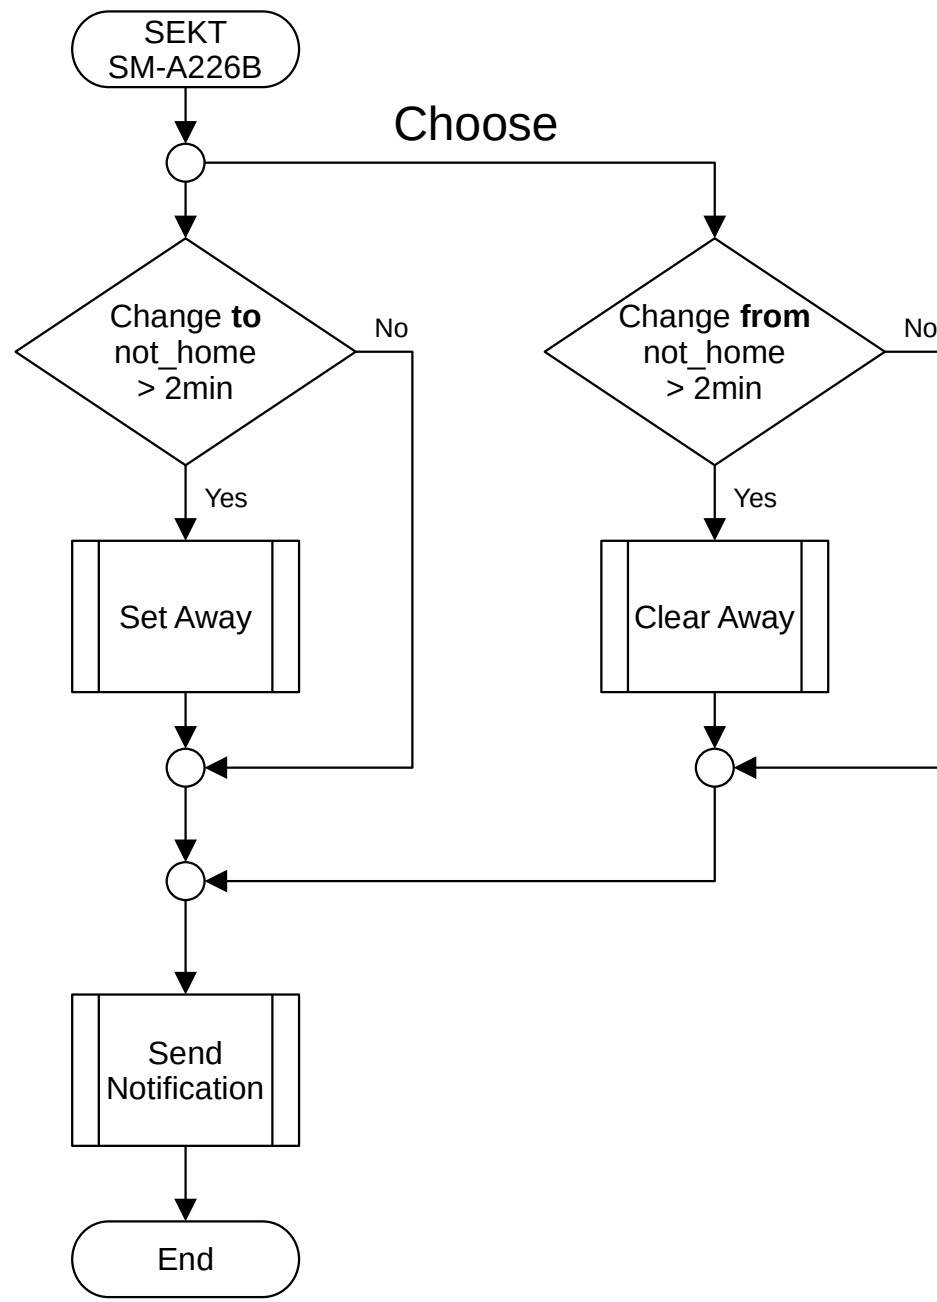 SEKT
SM-A226B
Choose
Change to
not_home
> 2min
No
Yes
Change from
not_home
> 2min
No
Yes
Set Away
Clear Away
Send
Notification
End